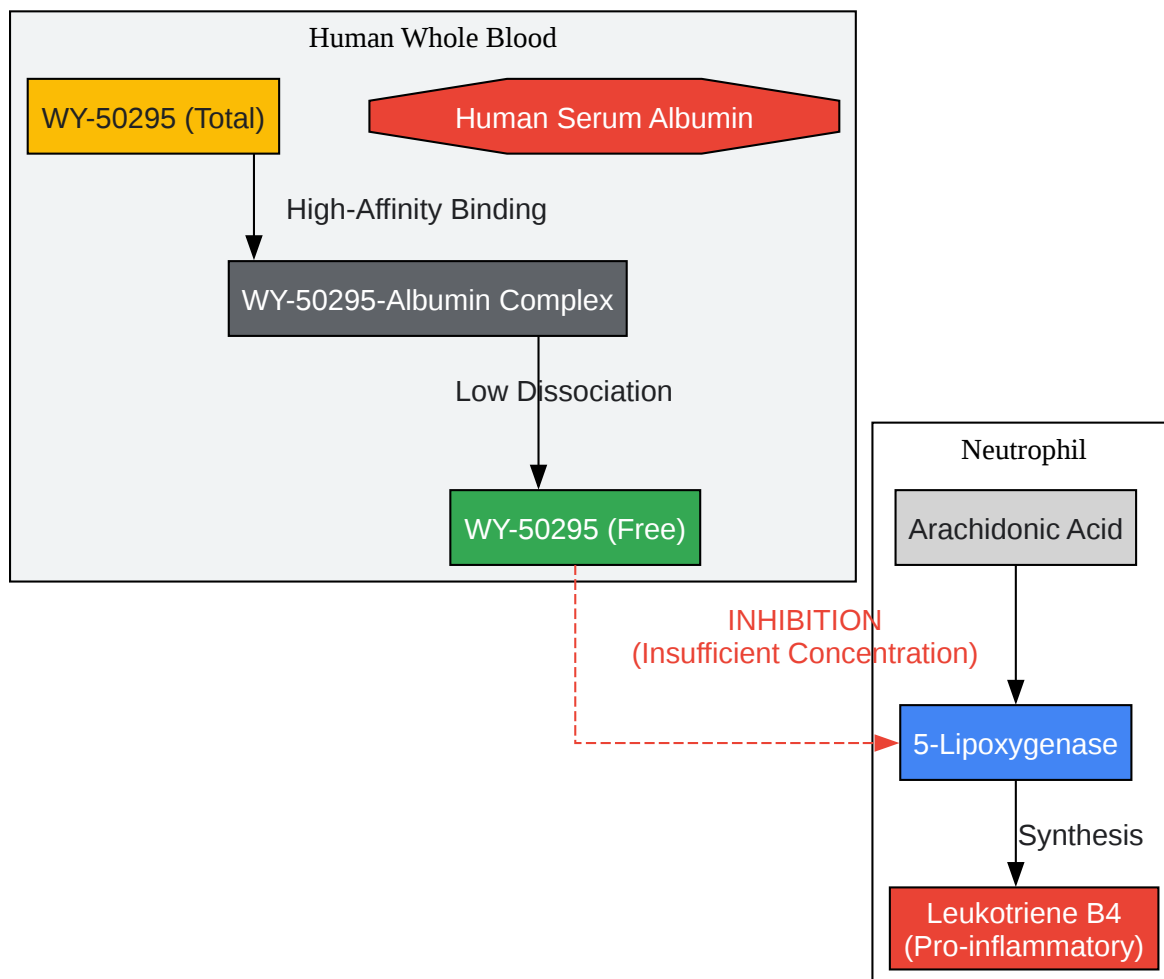 Human Whole Blood
WY-50295 (Total)
Human Serum Albumin
High-Affinity Binding
WY-50295-Albumin Complex
Low Dissociation
WY-50295 (Free)
Neutrophil
Arachidonic Acid
INHIBITION
(Insufficient Concentration)
5-Lipoxygenase
Synthesis
Leukotriene B4
(Pro-inflammatory)